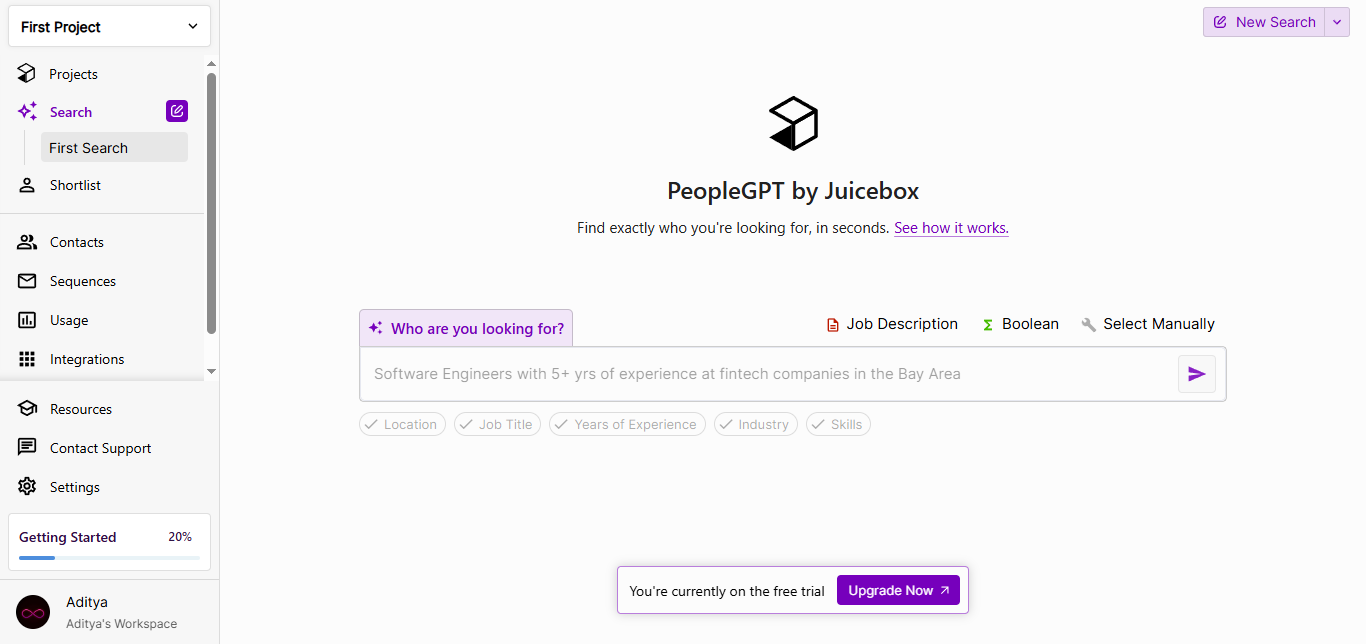 First Project
Projects
Search
First Search
Shortlist
Contacts
Sequences
Usage
Integrations
Resources
Contact Support
Settings
Getting Started 20%
Aditya
Aditya's Workspace
New Search
PeopleGPT by Juicebox
Find exactly who you're looking for, in seconds. See how it works.
Who are you looking for? Job Description Boolean Select Manually
Software Engineers with 5+ yrs of experience at fintech companies in the Bay Area
Location Job Title Years of Experience Industry Skills
You're currently on the free trial Upgrade Now